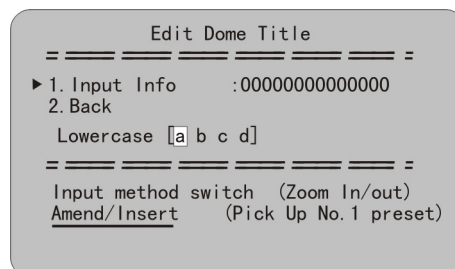 Edit Dome Title
▶ 1. Input Info :00000000000000
2. Back
Lowercase [a b c d]
Input method switch (Zoom In/out)
Amend/Insert (Pick Up No.1 preset)